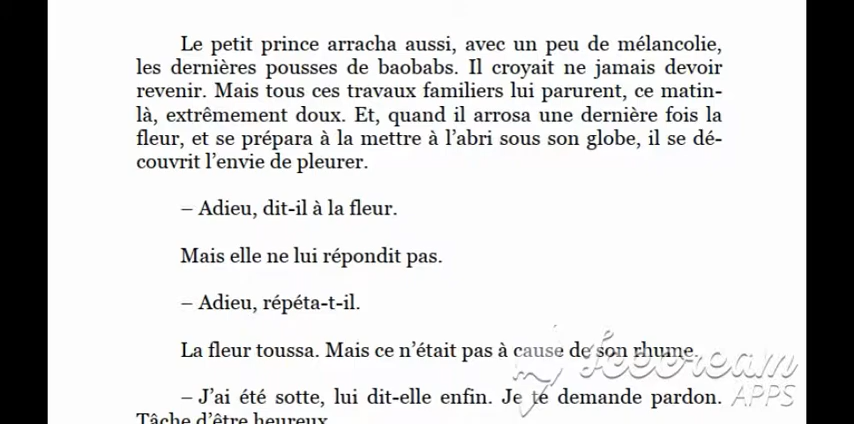 Le petit prince arracha aussi, avec un peu de mélancolie,
les dernières pousses de baobabs. Il croyait ne jamais devoir
revenir. Mais tous ces travaux familiers lui parurent, ce matin-
là, extrêmement doux. Et, quand il arrosa une dernière fois la
fleur, et se prépara à la mettre à l’abri sous son globe, il se dé-
couvrit l’envie de pleurer.
– Adieu, dit-il à la fleur.
Mais elle ne lui répondit pas.
– Adieu, répéta-t-il.
La fleur toussa. Mais ce n’était pas à cause de son rhume.
– J’ai été sotte, lui dit-elle enfin. Je te demande pardon.
Tâche d’être heureux.
Icecream
APPS